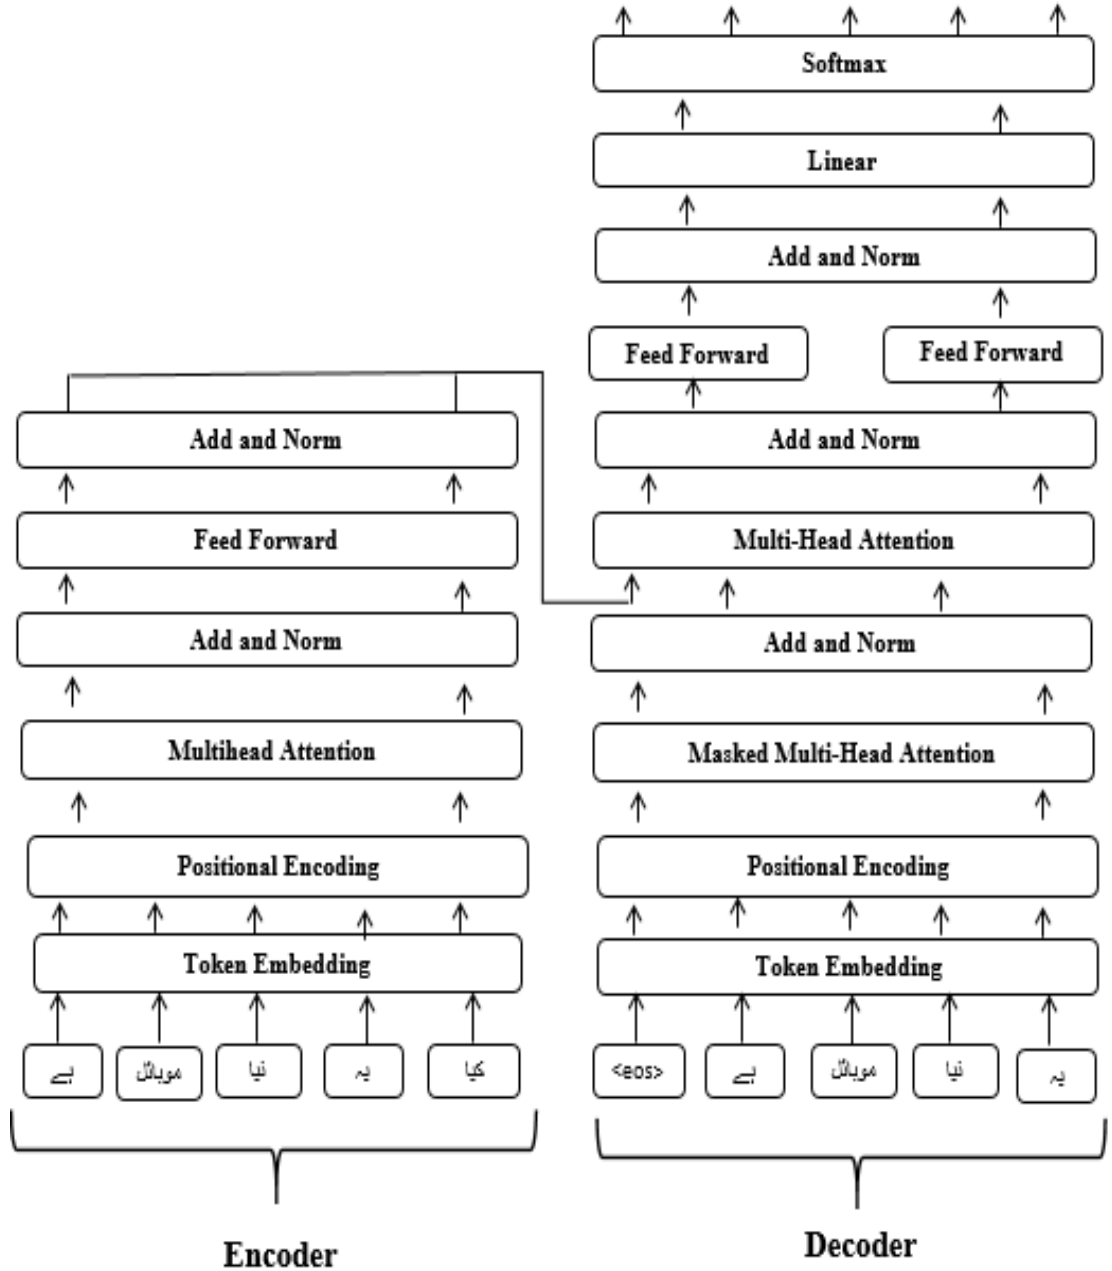 Softmax
Linear
Add and Norm
Feed Forward
Feed Forward
Add and Norm
Multi-Head Attention
Add and Norm
Masked Multi-Head Attention
Positional Encoding
Token Embedding
<eos>
ہے
موبائل
نیا
یہ
Decoder
Add and Norm
Feed Forward
Add and Norm
Multihead Attention
Positional Encoding
Token Embedding
ہے
موبائل
نیا
یہ
کیا
Encoder